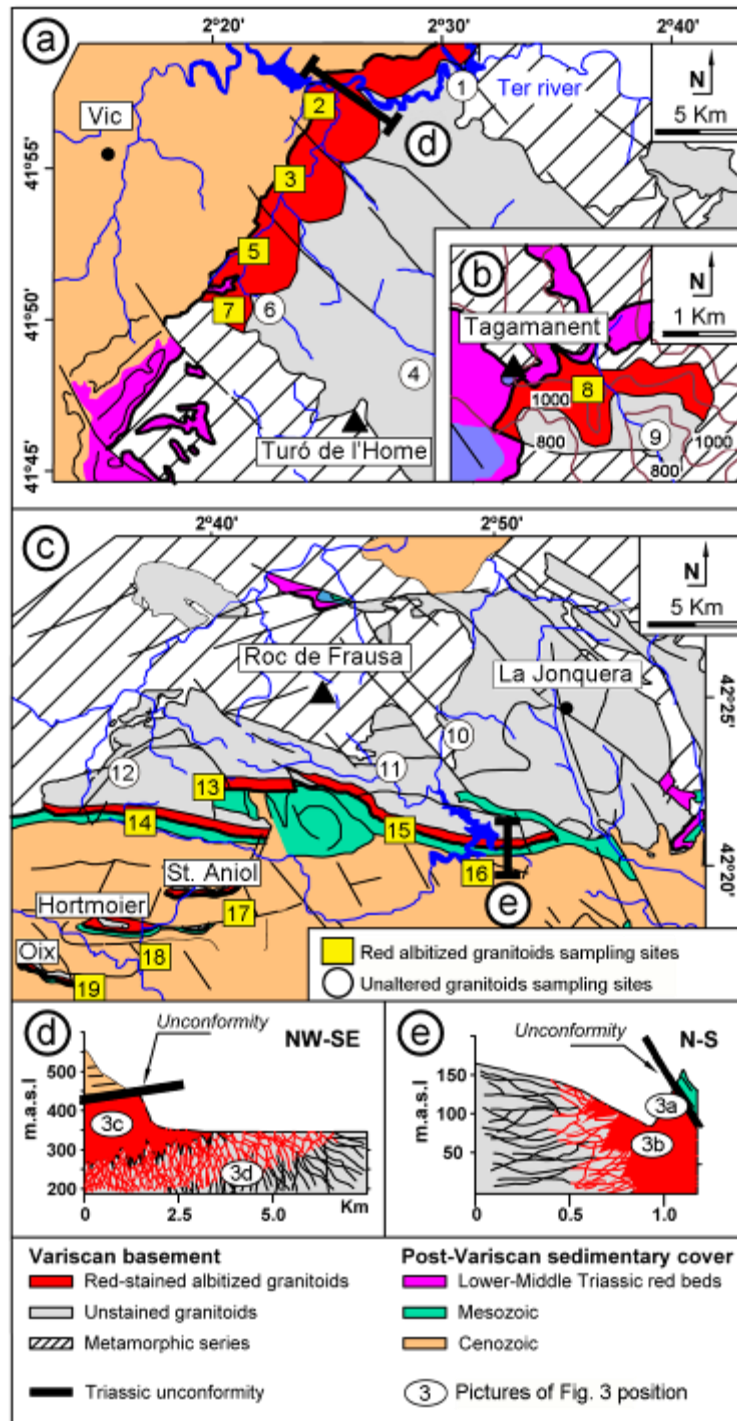 a
2°20'
2°30'
2°40'
N
5 Km
Vic
Ter river
1
2
d
3
41°55'
5
7
6
4
41°50'
41°45'
Turó de l'Home
b
N
1 Km
Tagamanent
8
1000
800
9
1000
800
c
2°40'
2°50'
N
5 Km
Roc de Frausa
La Jonquera
42°25'
10
12
11
13
14
15
16
42°20'
e
St. Aniol
Hortmoier
17
Oix
18
19
Red albitized granitoids sampling sites
Unaltered granitoids sampling sites
d
Unconformity
NW-SE
m.a.s.l
500
400
300
200
3c
3d
0
2.5
5.0
Km
e
Unconformity
N-S
m.a.s.l
150
100
50
3a
3b
0
0.5
1.0
Variscan basement
Red-stained albitized granitoids
Unstained granitoids
Metamorphic series
Triassic unconformity
Post-Variscan sedimentary cover
Lower-Middle Triassic red beds
Mesozoic
Cenozoic
3 Pictures of Fig. 3 position